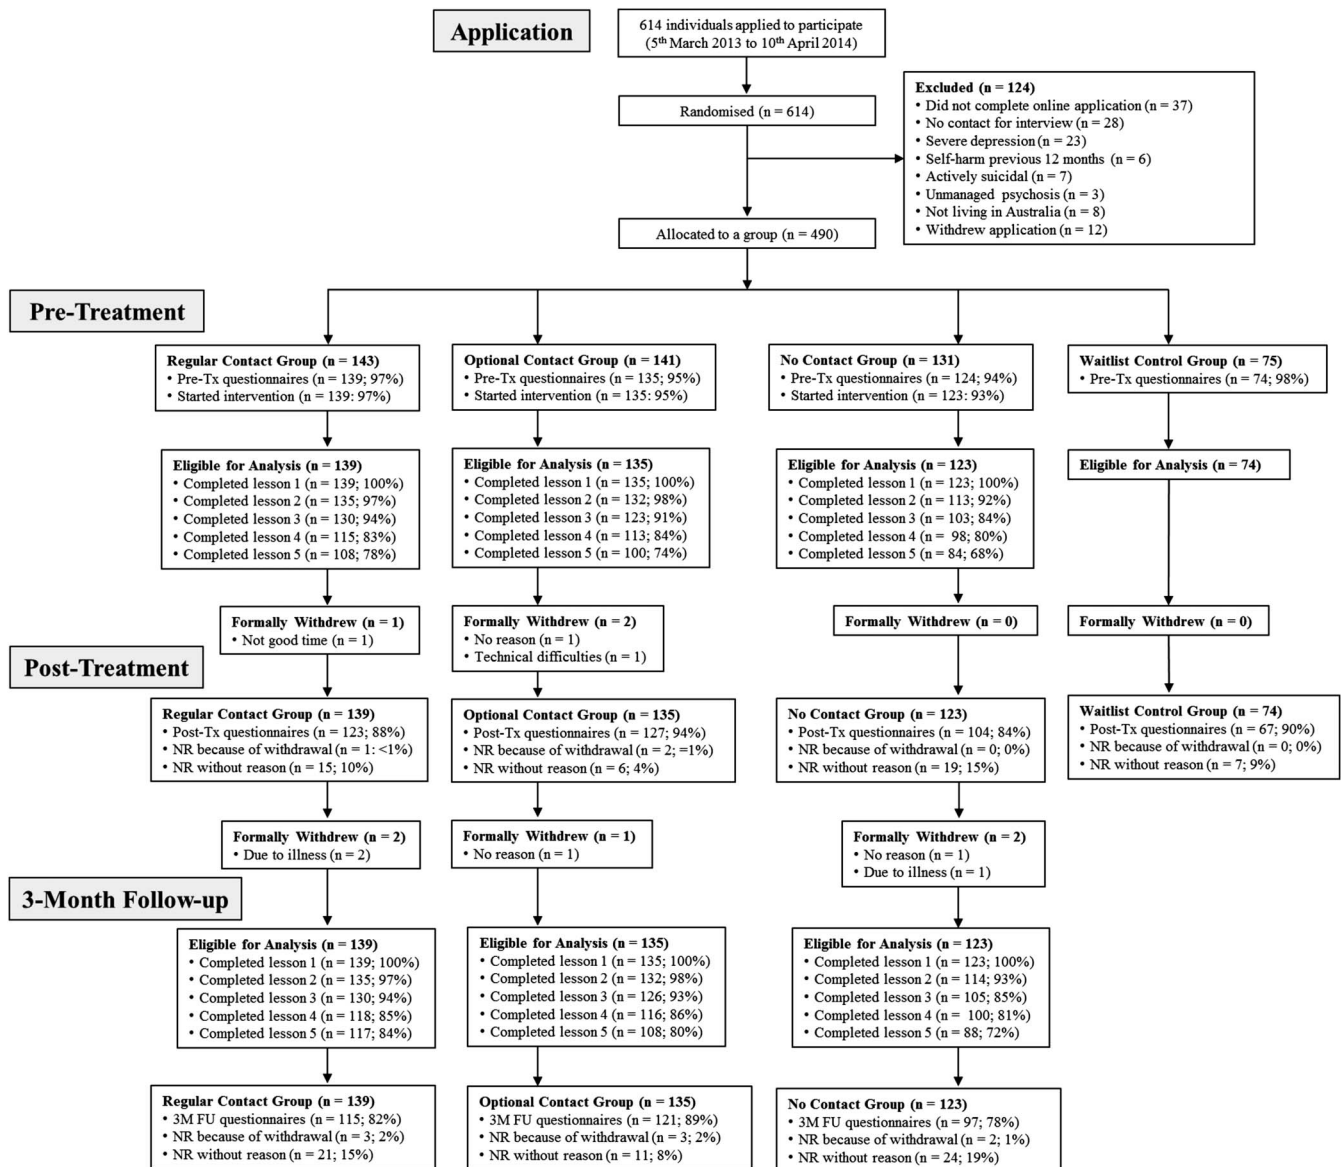 Application
614 individuals applied to participate
(5th March 2013 to 10th April 2014)
Randomised (n = 614)
Excluded (n = 124)
• Did not complete online application (n = 37)
• No contact for interview (n = 28)
• Severe depression (n = 23)
• Self-harm previous 12 months (n = 6)
• Actively suicidal (n = 7)
• Unmanaged psychosis (n = 3)
• Not living in Australia (n = 8)
• Withdrew application (n = 12)
Allocated to a group (n = 490)
Pre-Treatment
Regular Contact Group (n = 143)
• Pre-Tx questionnaires (n = 139; 97%)
• Started intervention (n = 139: 97%)
Optional Contact Group (n = 141)
• Pre-Tx questionnaires (n = 135; 95%)
• Started intervention (n = 135: 95%)
No Contact Group (n = 131)
• Pre-Tx questionnaires (n = 124; 94%)
• Started intervention (n = 123: 93%)
Waitlist Control Group (n = 75)
• Pre-Tx questionnaires (n = 74; 98%)
Eligible for Analysis (n = 139)
• Completed lesson 1 (n = 139; 100%)
• Completed lesson 2 (n = 135; 97%)
• Completed lesson 3 (n = 130; 94%)
• Completed lesson 4 (n = 115; 83%)
• Completed lesson 5 (n = 108; 78%)
Eligible for Analysis (n = 135)
• Completed lesson 1 (n = 135; 100%)
• Completed lesson 2 (n = 132; 98%)
• Completed lesson 3 (n = 123; 91%)
• Completed lesson 4 (n = 113; 84%)
• Completed lesson 5 (n = 100; 74%)
Eligible for Analysis (n = 123)
• Completed lesson 1 (n = 123; 100%)
• Completed lesson 2 (n = 113; 92%)
• Completed lesson 3 (n = 103; 84%)
• Completed lesson 4 (n = 98; 80%)
• Completed lesson 5 (n = 84; 68%)
Eligible for Analysis (n = 74)
Formally Withdrew (n = 1)
• Not good time (n = 1)
Formally Withdrew (n = 2)
• No reason (n = 1)
• Technical difficulties (n = 1)
Formally Withdrew (n = 0)
Formally Withdrew (n = 0)
Post-Treatment
Regular Contact Group (n = 139)
• Post-Tx questionnaires (n = 123; 88%)
• NR because of withdrawal (n = 1: <1%)
• NR without reason (n = 15; 10%)
Optional Contact Group (n = 135)
• Post-Tx questionnaires (n = 127; 94%)
• NR because of withdrawal (n = 2; =1%)
• NR without reason (n = 6; 4%)
No Contact Group (n = 123)
• Post-Tx questionnaires (n = 104; 84%)
• NR because of withdrawal (n = 0; 0%)
• NR without reason (n = 19; 15%)
Waitlist Control Group (n = 74)
• Post-Tx questionnaires (n = 67; 90%)
• NR because of withdrawal (n = 0; 0%)
• NR without reason (n = 7; 9%)
Formally Withdrew (n = 2)
• Due to illness (n = 2)
Formally Withdrew (n = 1)
• No reason (n = 1)
Formally Withdrew (n = 2)
• No reason (n = 1)
• Due to illness (n = 1)
3-Month Follow-up
Eligible for Analysis (n = 139)
• Completed lesson 1 (n = 139; 100%)
• Completed lesson 2 (n = 135; 97%)
• Completed lesson 3 (n = 130; 94%)
• Completed lesson 4 (n = 118; 85%)
• Completed lesson 5 (n = 117; 84%)
Eligible for Analysis (n = 135)
• Completed lesson 1 (n = 135; 100%)
• Completed lesson 2 (n = 132; 98%)
• Completed lesson 3 (n = 126; 93%)
• Completed lesson 4 (n = 116; 86%)
• Completed lesson 5 (n = 108; 80%)
Eligible for Analysis (n = 123)
• Completed lesson 1 (n = 123; 100%)
• Completed lesson 2 (n = 114; 93%)
• Completed lesson 3 (n = 105; 85%)
• Completed lesson 4 (n = 100; 81%)
• Completed lesson 5 (n = 88; 72%)
Regular Contact Group (n = 139)
• 3M FU questionnaires (n = 115; 82%)
• NR because of withdrawal (n = 3; 2%)
• NR without reason (n = 21; 15%)
Optional Contact Group (n = 135)
• 3M FU questionnaires (n = 121; 89%)
• NR because of withdrawal (n = 3; 2%)
• NR without reason (n = 11; 8%)
No Contact Group (n = 123)
• 3M FU questionnaires (n = 97; 78%)
• NR because of withdrawal (n = 2; 1%)
• NR without reason (n = 24; 19%)